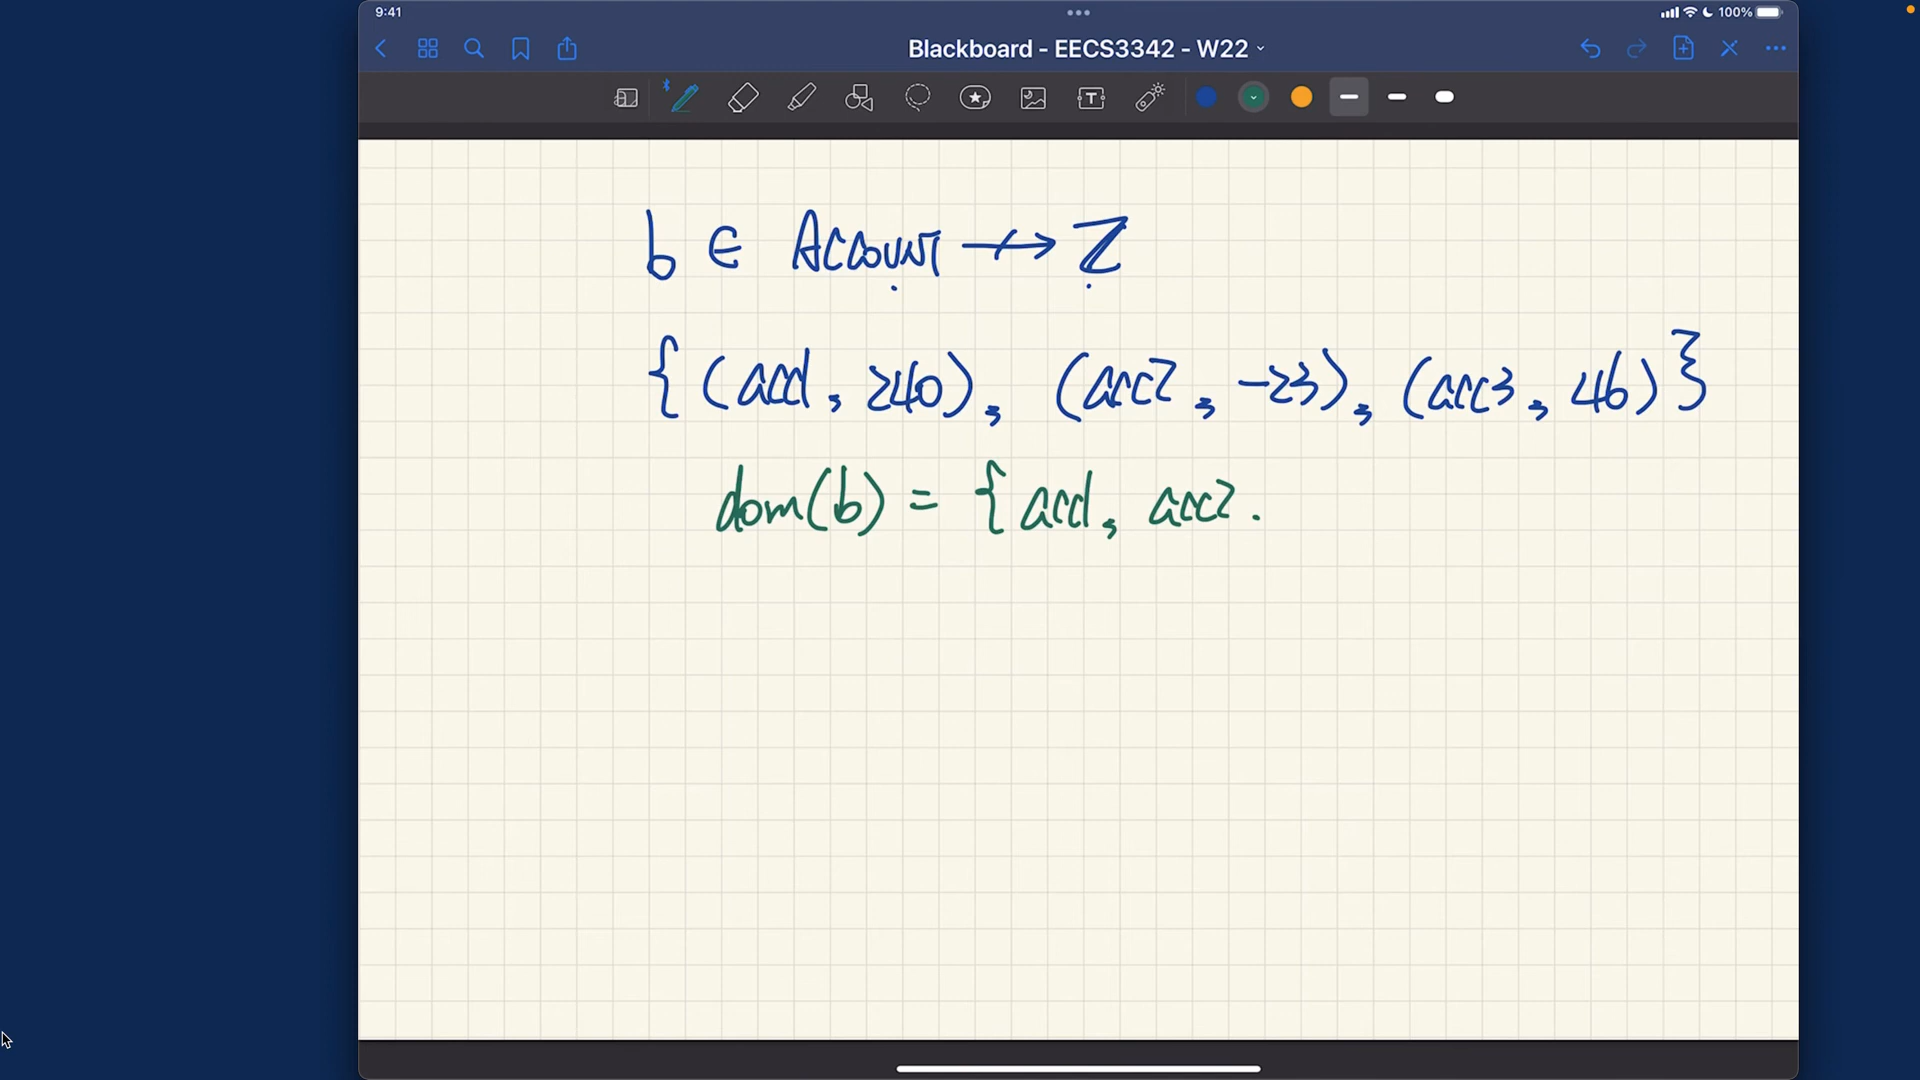 9:41
100%
Blackboard - EECS3342 - W22
b ∈ Account ⇸ ℤ
{ (acc1, 240), (acc2, -23), (acc3, 46) }
dom(b) = { acc1, acc2.